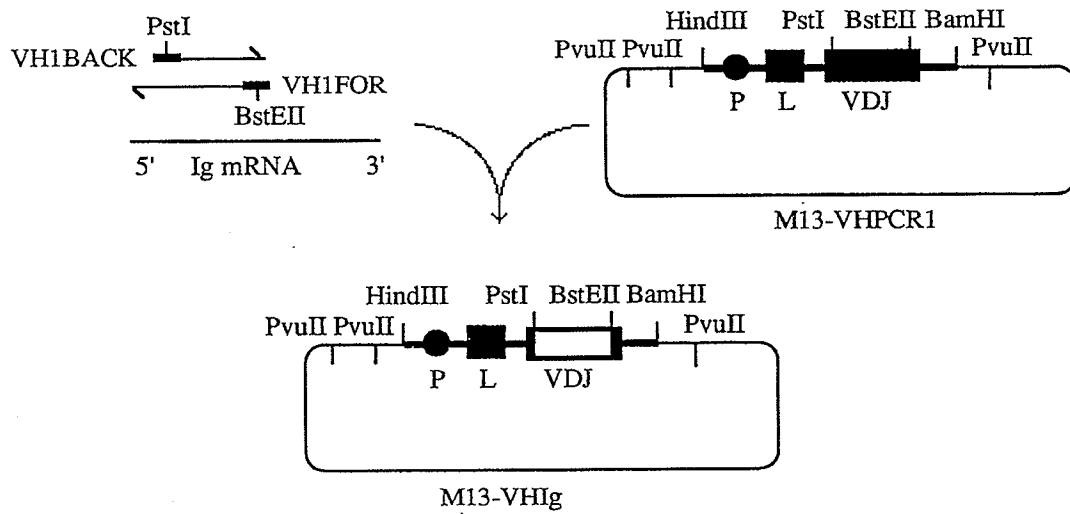 PstI
VH1BACK
VH1FOR
BstEII
5' Ig mRNA 3'
HindIII PstI BstEII BamHI
PvuII PvuII PvuII
P L VDJ
M13-VHPCR1
HindIII PstI BstEII BamHI
PvuII PvuII PvuII
P L VDJ
M13-VHIg